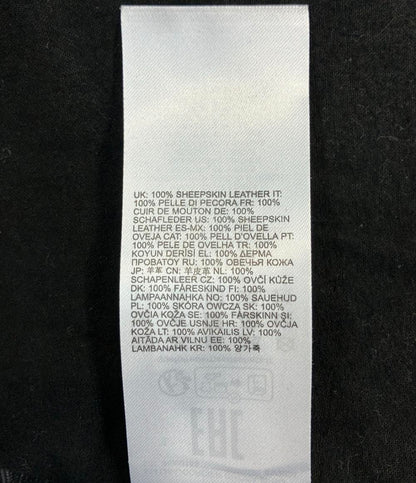 UK: 100% SHEEPSKIN LEATHER IT:
100% PELLE DI PECORA FR: 100%
CUIR DE MOUTON DE: 100%
SCHAFLEDER US: 100% SHEEPSKIN
LEATHER ES-MX: 100% PIEL DE
OVEJA CAT: 100% PELL D'OVELLA PT:
100% PELE DE OVELHA TR: 100%
KOYUN DERİSİ EL: 100% ΔΕΡΜΑ
ΠΡΟΒΑΤΟΥ RU: 100% ОВЕЧЬЯ КОЖА
JP: 羊革 CN: 羊皮革 NL: 100%
SCHAPENLEER CZ: 100% OVČÍ KŮŽE
DK: 100% FÅRESKIND FI: 100%
LAMPAANNAHKA NO: 100% SAUEHUD
PL: 100% SKÓRA OWCZA SK: 100%
OVČIA KOŽA SE: 100% FÅRSKINN SI:
100% OVČJE USNJE HR: 100% OVČJA
KOŽA LT: 100% AVIKAILIS LV: 100%
AITĀDA AR VILNU EE: 100%
LAMBANAHK KR: 100% 양가죽
EAC